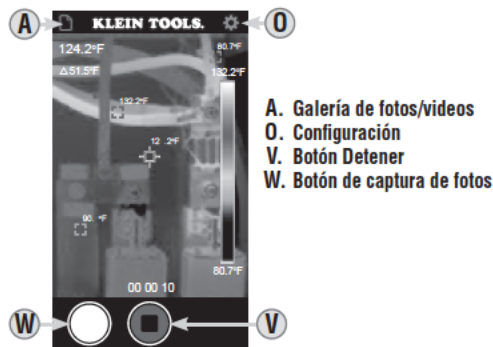 A
KLEIN TOOLS.
O
124.2°F
80.7°F
Δ51.5°F
132.2°F
132.2°F
A. Galería de fotos/videos
O. Configuración
V. Botón Detener
W. Botón de captura de fotos
80.7°F
00 00 10
W
V